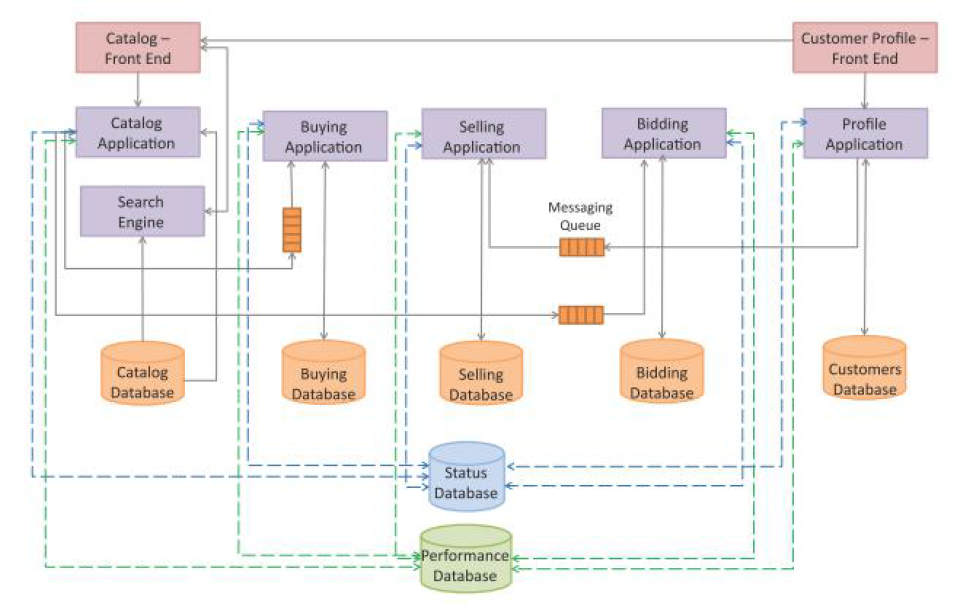 Catalog –
Front End
Customer Profile –
Front End
Catalog
Application
Buying
Application
Selling
Application
Bidding
Application
Profile
Application
Search
Engine
Messaging
Queue
Catalog
Database
Buying
Database
Selling
Database
Bidding
Database
Customers
Database
Status
Database
Performance
Database